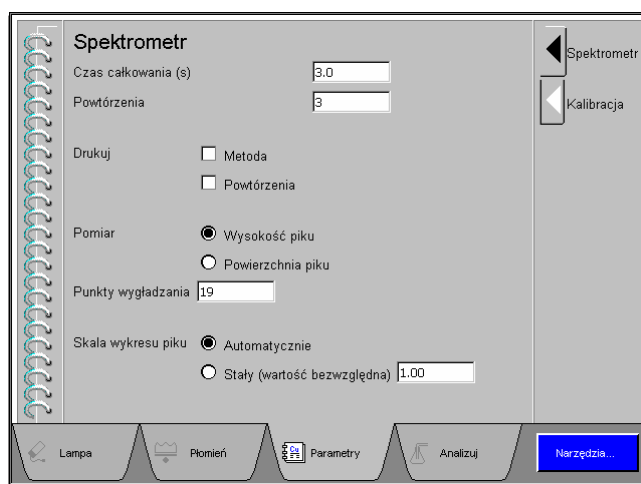 Spektrometr
Czas całkowania (s) 3.0
Powtórzenia 3
Drukuj Metoda
Powtórzenia
Pomiar Wysokość piku
Powierzchnia piku
Punkty wygładzania 19
Skala wykresu piku Automatycznie
Stały (wartość bezwzględna) 1.00
Spektrometr
Kalibracja
Lampa Płomień Cu Parametry Analizuj Narzędzia...